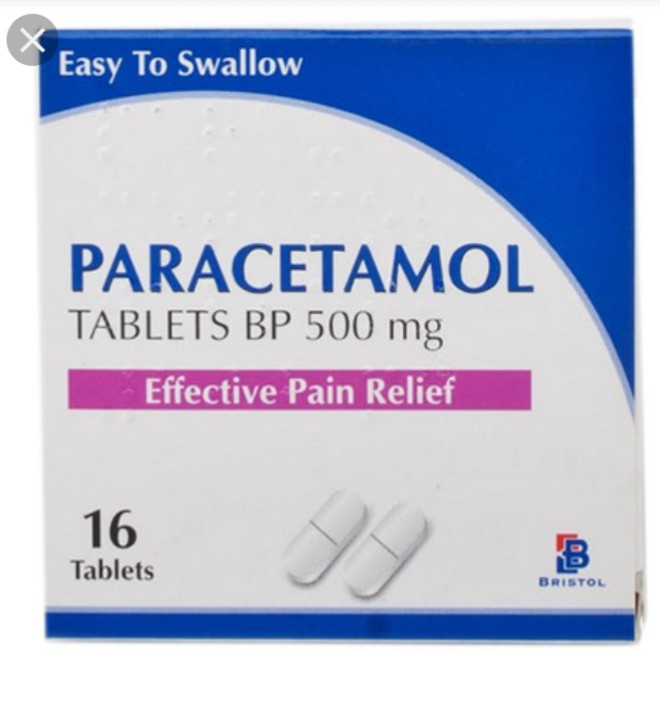 Easy To Swallow
PARACETAMOL
TABLETS BP 500 mg
Effective Pain Relief
16
Tablets
B
BRISTOL